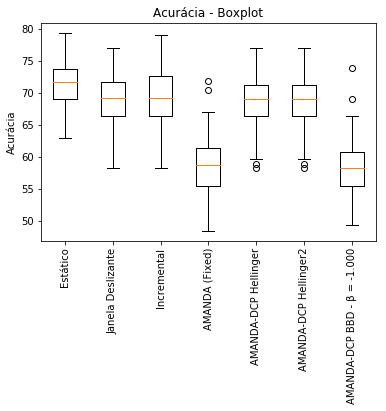 Acurácia - Boxplot
Acurácia
80
75
70
65
60
55
50
Estático
Janela Deslizante
Incremental
AMANDA (Fixed)
AMANDA-DCP Hellinger
AMANDA-DCP Hellinger2
AMANDA-DCP BBD - β = -1.000